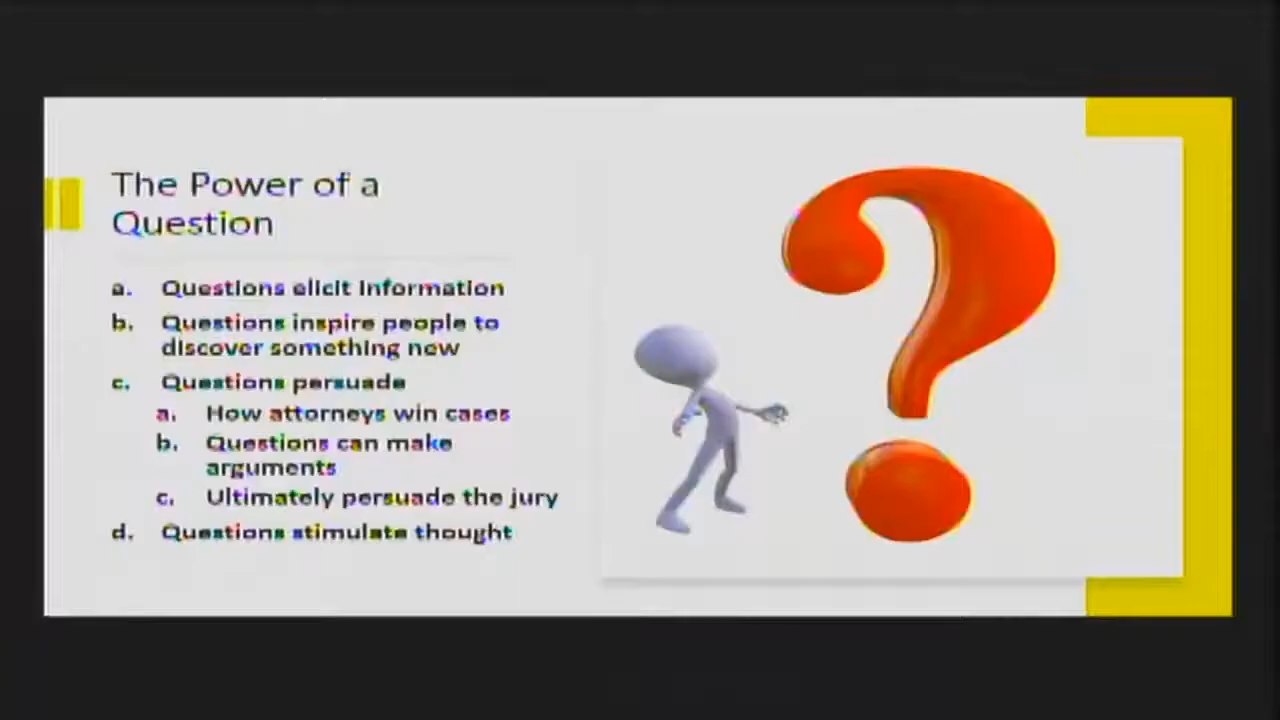 The Power of a
Question
a. Questions elicit information
b. Questions inspire people to
discover something new
c. Questions persuade
a. How attorneys win cases
b. Questions can make
arguments
c. Ultimately persuade the jury
d. Questions stimulate thought